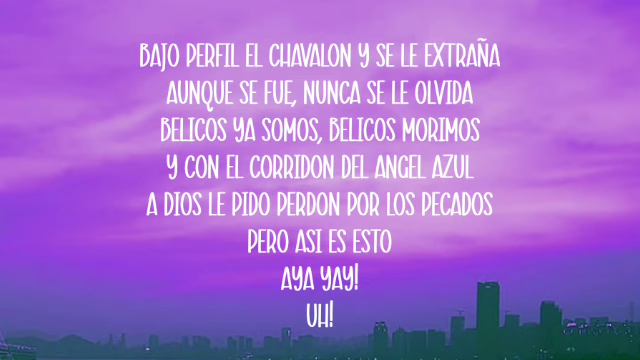 BAJO PERFIL EL CHAVALON Y SE LE EXTRAÑA
AUNQUE SE FUE, NUNCA SE LE OLVIDA
BELICOS YA SOMOS, BELICOS MORIMOS
Y CON EL CORRIDON DEL ANGEL AZUL
A DIOS LE PIDO PERDON POR LOS PECADOS
PERO ASI ES ESTO
AYA YAY!
UH!